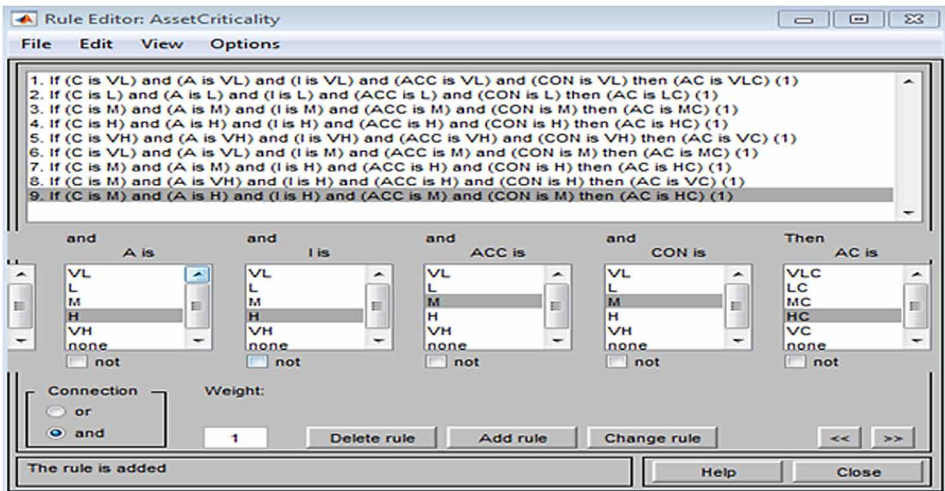 Rule Editor: AssetCriticality
File Edit View Options
1. If (C is VL) and (A is VL) and (I is VL) and (ACC is VL) and (CON is VL) then (AC is VLC) (1)
2. If (C is L) and (A is L) and (I is L) and (ACC is L) and (CON is L) then (AC is LC) (1)
3. If (C is M) and (A is M) and (I is M) and (ACC is M) and (CON is M) then (AC is MC) (1)
4. If (C is H) and (A is H) and (I is H) and (ACC is H) and (CON is H) then (AC is HC) (1)
5. If (C is VH) and (A is VH) and (I is VH) and (ACC is VH) and (CON is VH) then (AC is VC) (1)
6. If (C is VL) and (A is VL) and (I is M) and (ACC is M) and (CON is M) then (AC is MC) (1)
7. If (C is M) and (A is M) and (I is H) and (ACC is H) and (CON is H) then (AC is HC) (1)
8. If (C is M) and (A is VH) and (I is H) and (ACC is H) and (CON is H) then (AC is VC) (1)
9. If (C is M) and (A is H) and (I is H) and (ACC is M) and (CON is M) then (AC is HC) (1)
and and and and Then
A is I is ACC is CON is AC is
VL VL VL VL VLC
L L L L LC
M M M M MC
H H H H HC
VH VH VH VH VC
none none none none none
not not not not not
Connection Weight:
or
and 1 Delete rule Add rule Change rule << >>
The rule is added Help Close